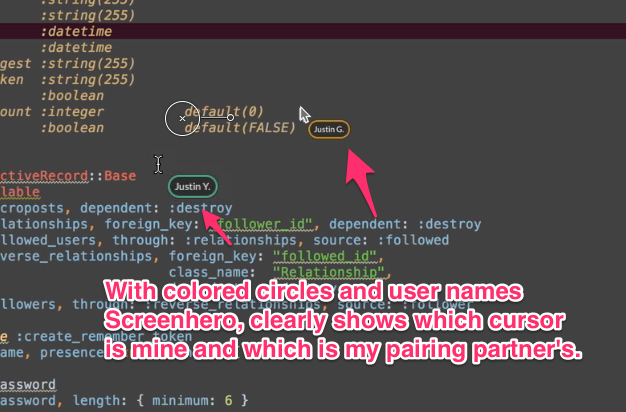 :string(255)
:string(255)
:datetime
:datetime
gest :string(255)
ken :string(255)
:boolean
ount :integer default(0)
:boolean default(FALSE)
Justin G.
ctiveRecord::Base
lable
Justin Y.
croposts, dependent: :destroy
lationships, foreign_key: "follower_id", dependent: :destroy
llowed_users, through: :relationships, source: :followed
verse_relationships, foreign_key: "followed_id",
class_name: "Relationship",
With colored circles and user names
llowers, through: :reverse_relationships, source: :follower
Screenhero, clearly shows which cursor
e :create_remember_token
is mine and which is my pairing partner's.
ame, presence
assword
assword, length: { minimum: 6 }